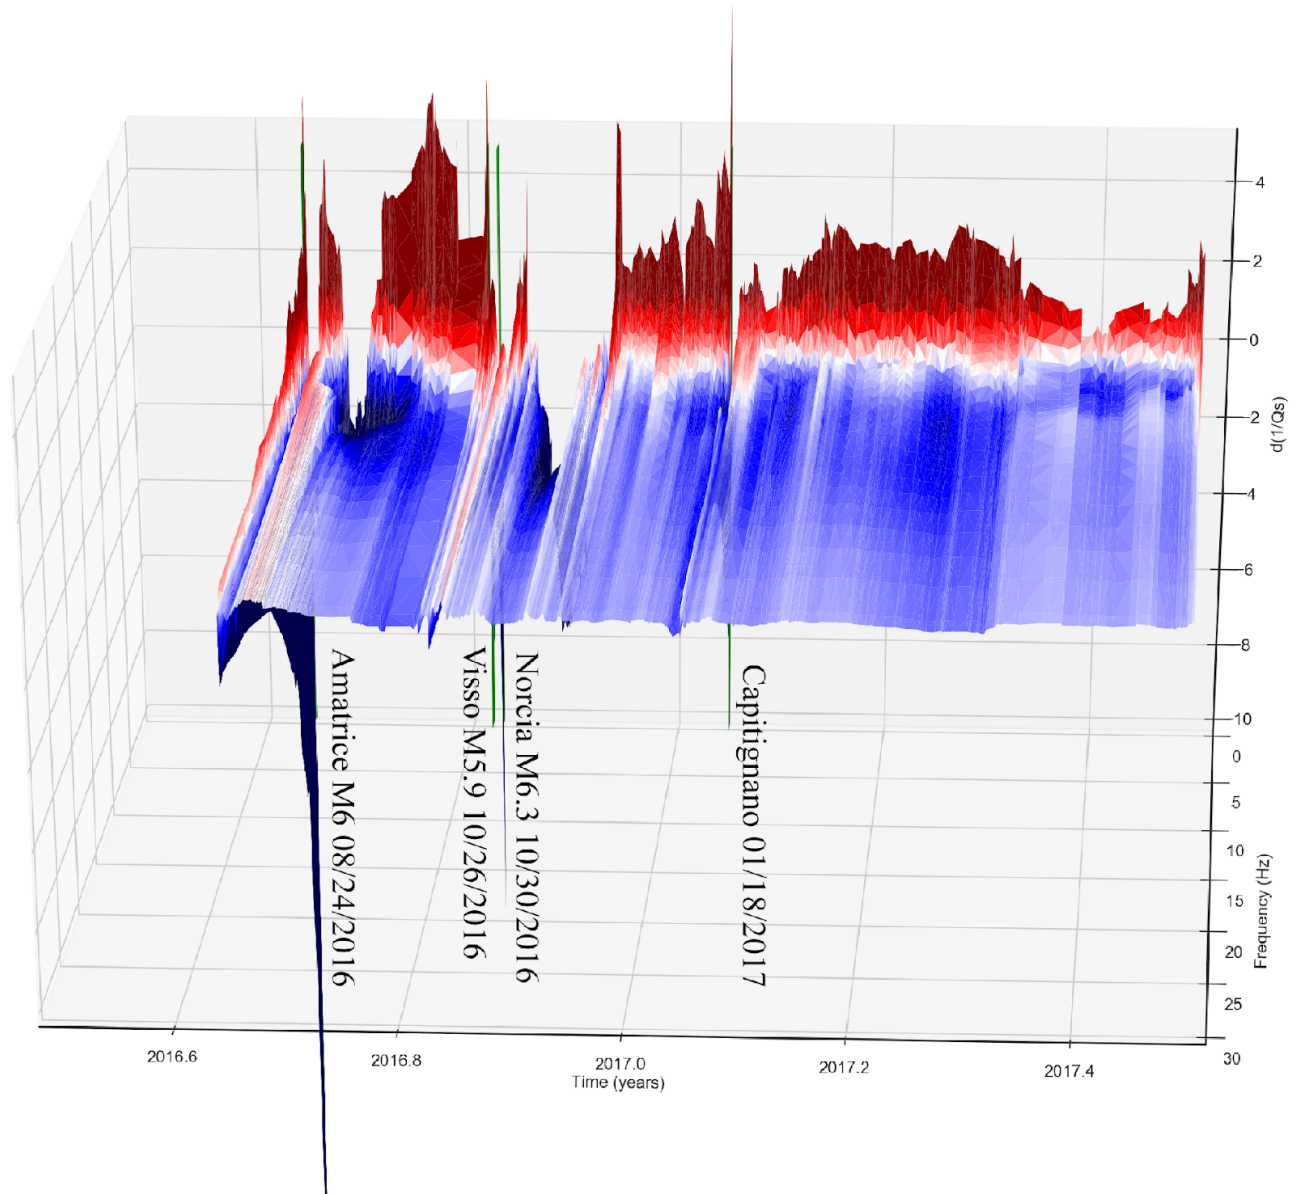 4
2
0
-2
-4
-6
-8
-10
d(1/Qs)
0
5
10
15
20
25
30
Frequency (Hz)
Amatrice M6 08/24/2016
Visso M5.9 10/26/2016
Norcia M6.3 10/30/2016
Capitignano 01/18/2017
2016.6
2016.8
2017.0
2017.2
2017.4
Time (years)